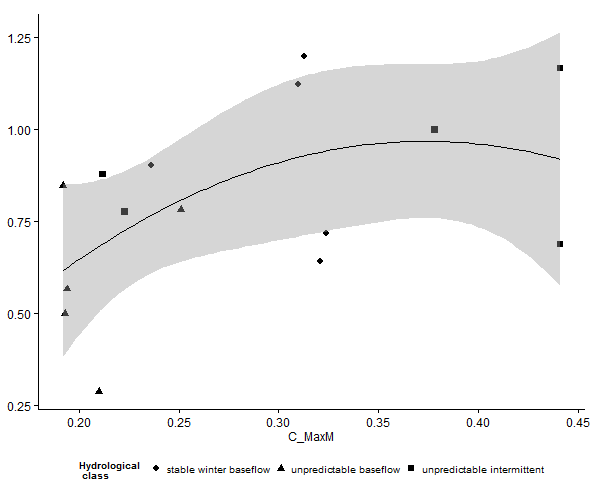 1.25
1.00
0.75
0.50
0.25
0.20 0.25 0.30 0.35 0.40 0.45
C_MaxM
Hydrological
class
stable winter baseflow unpredictable baseflow unpredictable intermittent